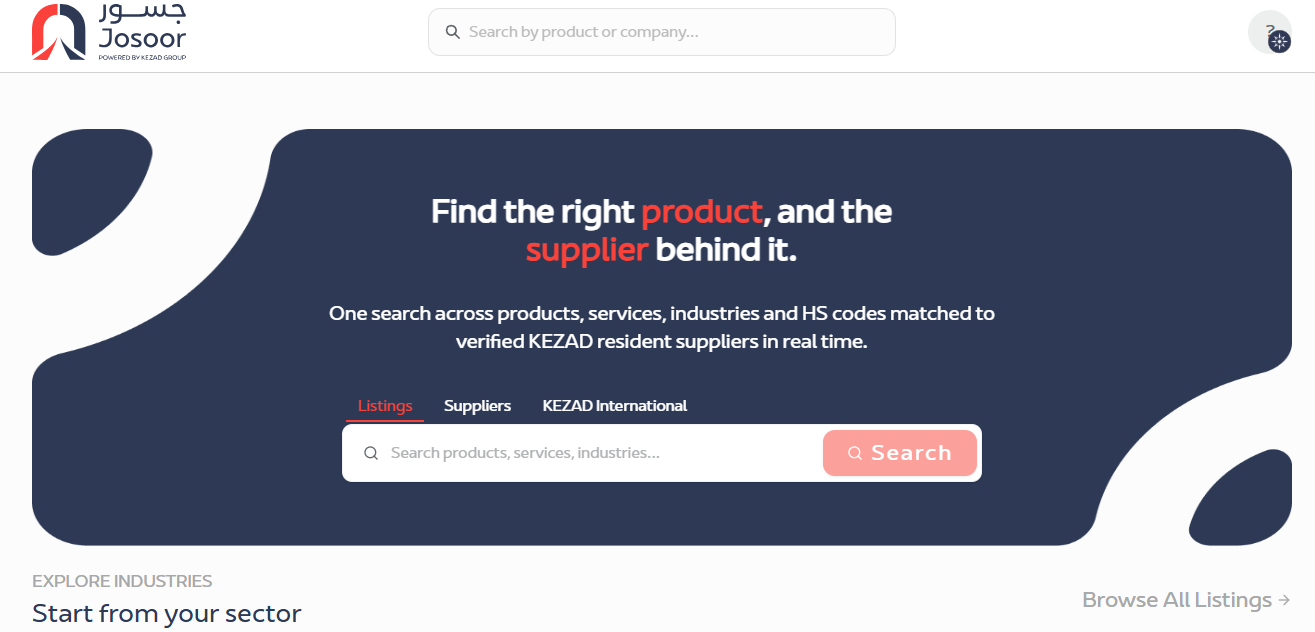 جسور
Josoor
POWERED BY KEZAD GROUP
Search by product or company...
?
Find the right product, and the
supplier behind it.
One search across products, services, industries and HS codes matched to
verified KEZAD resident suppliers in real time.
Listings Suppliers KEZAD International
Search products, services, industries... Search
EXPLORE INDUSTRIES
Start from your sector
Browse All Listings →